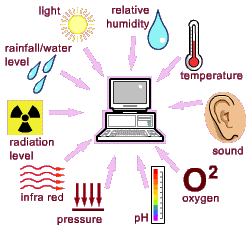 light
relative
humidity
rainfall/water
level
temperature
radiation
level
sound
infra red
pressure
pH
O²
oxygen